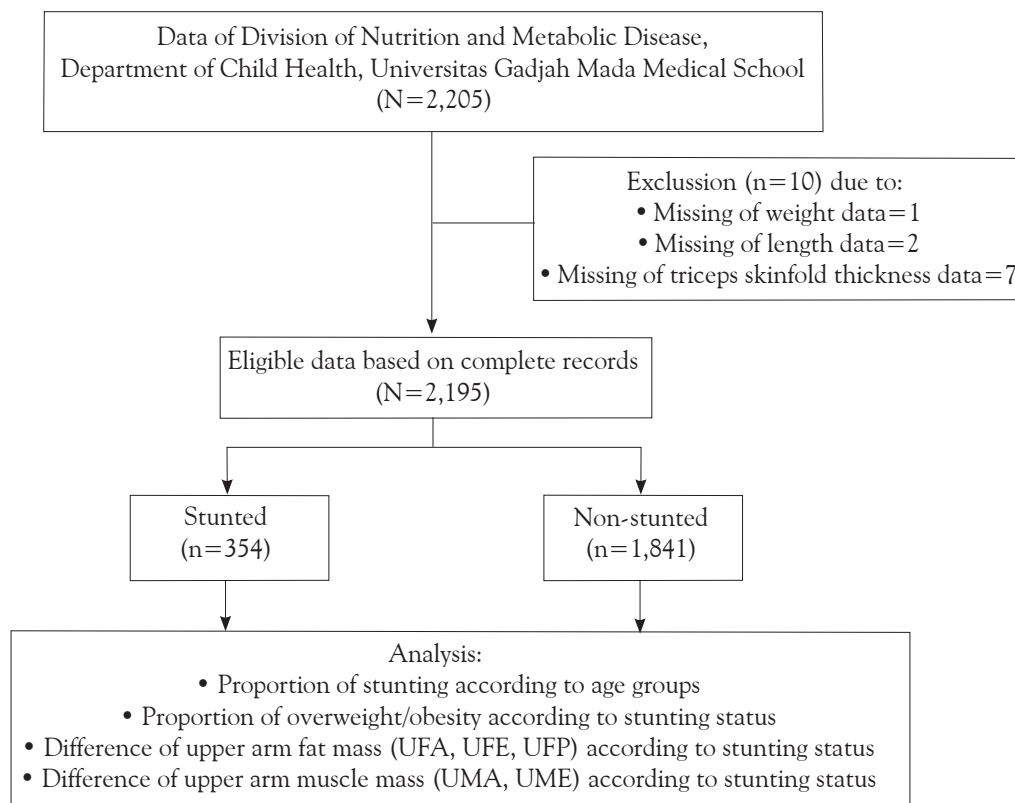 Data of Division of Nutrition and Metabolic Disease,
Department of Child Health, Universitas Gadjah Mada Medical School
(N=2,205)
Exclussion (n=10) due to:
• Missing of weight data=1
• Missing of length data=2
• Missing of triceps skinfold thickness data=7
Eligible data based on complete records
(N=2,195)
Stunted
(n=354)
Non-stunted
(n=1,841)
Analysis:
• Proportion of stunting according to age groups
• Proportion of overweight/obesity according to stunting status
• Difference of upper arm fat mass (UFA, UFE, UFP) according to stunting status
• Difference of upper arm muscle mass (UMA, UME) according to stunting status